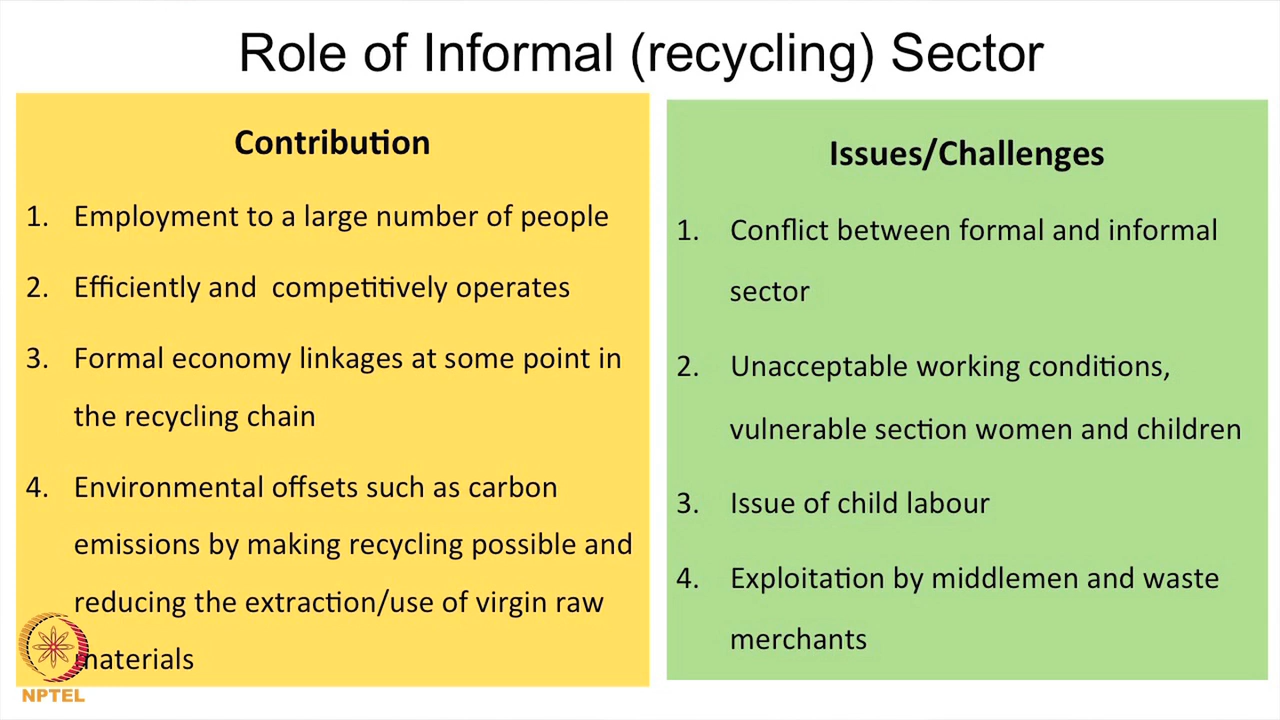 Role of Informal (recycling) Sector
Contribution
1. Employment to a large number of people
2. Efficiently and competitively operates
3. Formal economy linkages at some point in
the recycling chain
4. Environmental offsets such as carbon
emissions by making recycling possible and
reducing the extraction/use of virgin raw
materials
Issues/Challenges
1. Conflict between formal and informal
sector
2. Unacceptable working conditions,
vulnerable section women and children
3. Issue of child labour
4. Exploitation by middlemen and waste
merchants
NPTEL